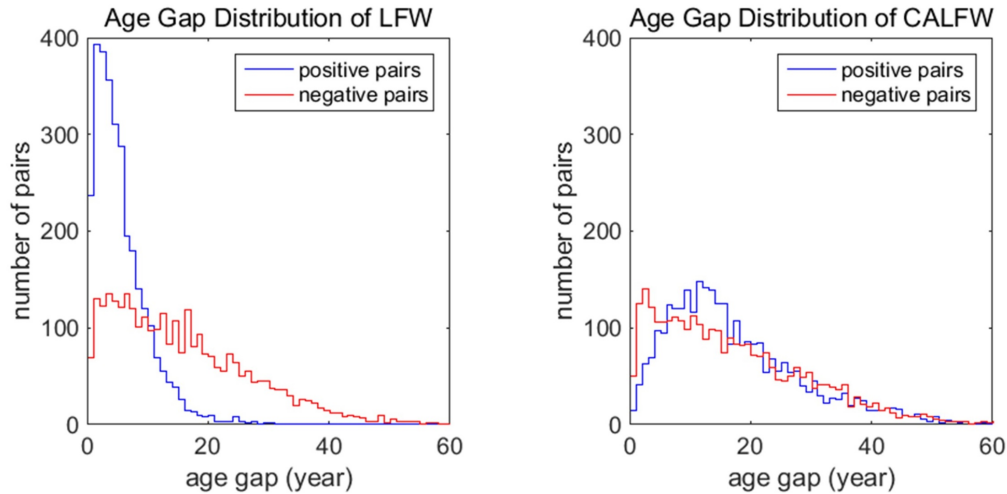 Age Gap Distribution of LFW
400
300
200
100
0
0 20 40 60
number of pairs
age gap (year)
positive pairs
negative pairs
Age Gap Distribution of CALFW
400
300
200
100
0
0 20 40 60
number of pairs
age gap (year)
positive pairs
negative pairs